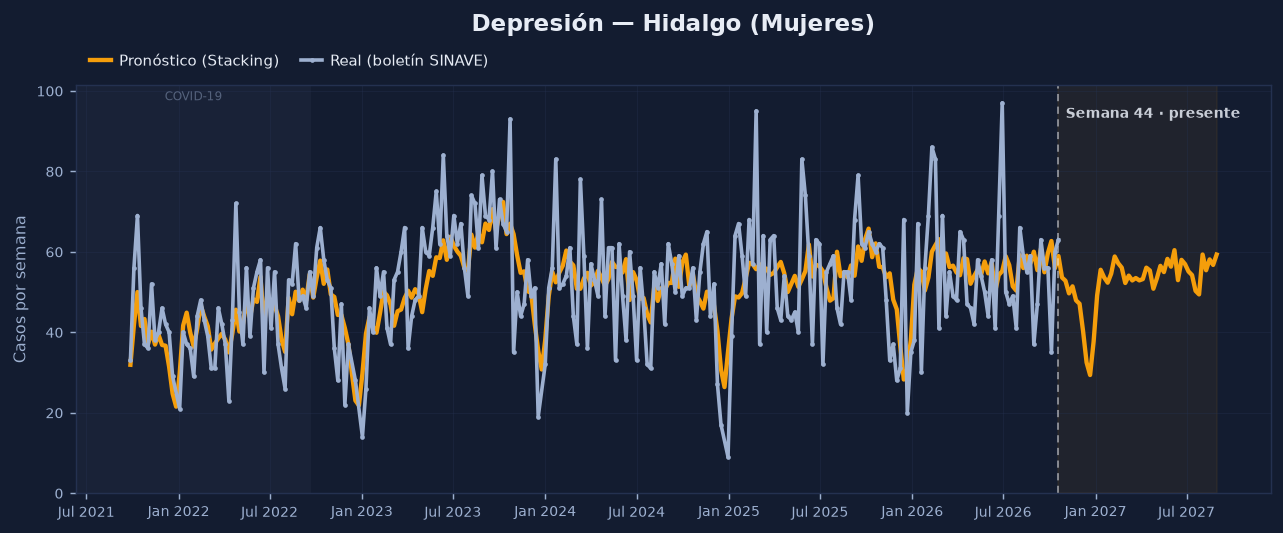 Depresión — Hidalgo (Mujeres)
Pronóstico (Stacking)
Real (boletín SINAVE)
COVID-19
Semana 44 · presente
Casos por semana
100
80
60
40
20
0
Jul 2021
Jan 2022
Jul 2022
Jan 2023
Jul 2023
Jan 2024
Jul 2024
Jan 2025
Jul 2025
Jan 2026
Jul 2026
Jan 2027
Jul 2027